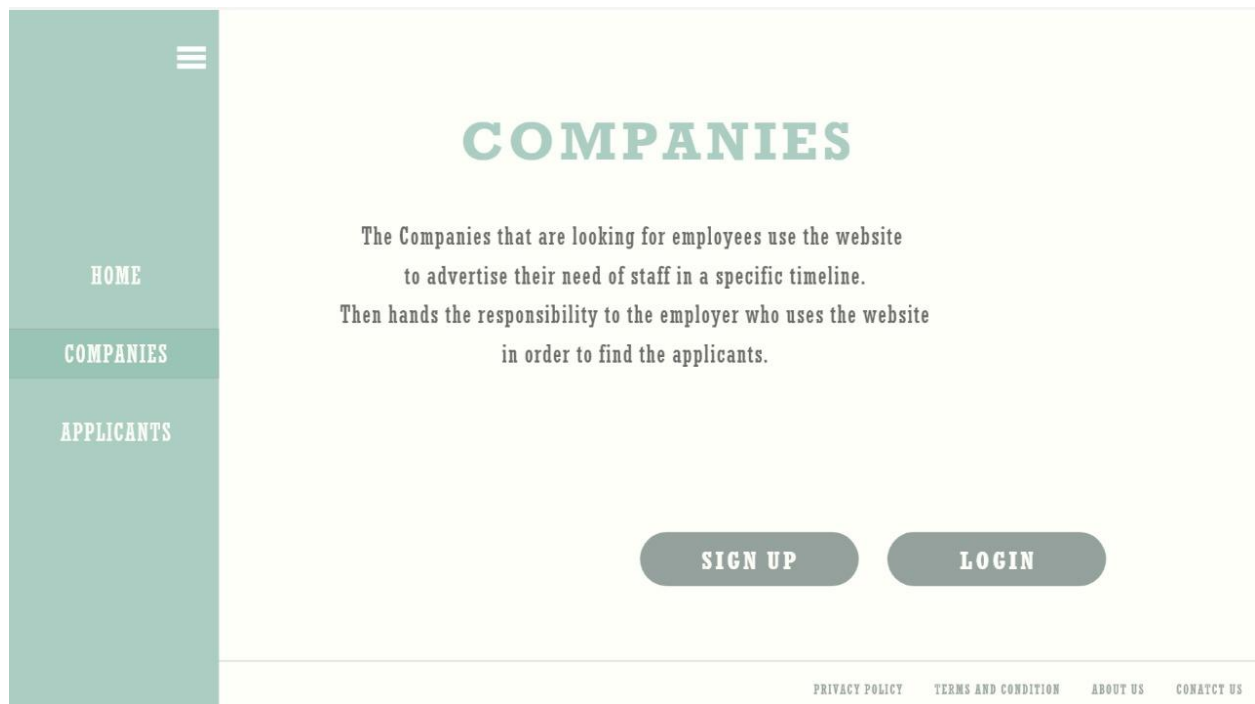 HOME
COMPANIES
APPLICANTS
COMPANIES
The Companies that are looking for employees use the website
to advertise their need of staff in a specific timeline.
Then hands the responsibility to the employer who uses the website
in order to find the applicants.
SIGN UP
LOGIN
PRIVACY POLICY
TERMS AND CONDITION
ABOUT US
CONATCT US